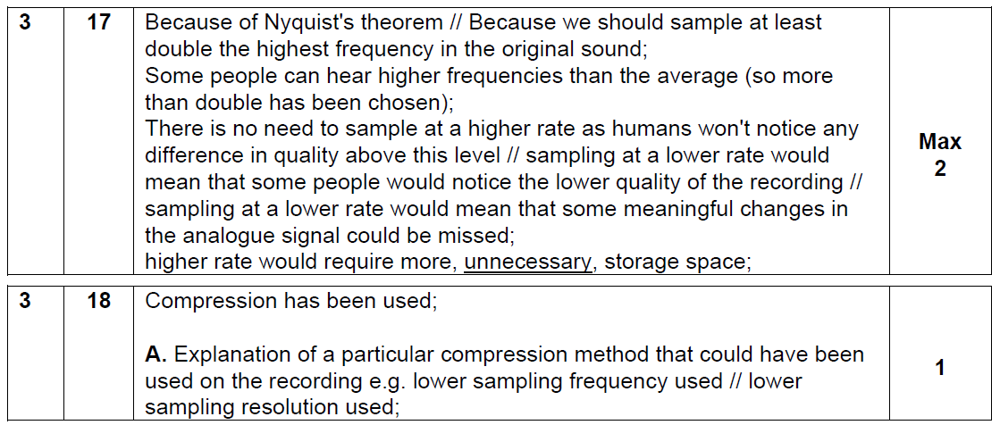 3 17 Because of Nyquist's theorem // Because we should sample at least
double the highest frequency in the original sound;
Some people can hear higher frequencies than the average (so more
than double has been chosen);
There is no need to sample at a higher rate as humans won't notice any
difference in quality above this level // sampling at a lower rate would
mean that some people would notice the lower quality of the recording //
sampling at a lower rate would mean that some meaningful changes in
the analogue signal could be missed;
higher rate would require more, unnecessary, storage space;
Max
2
3 18 Compression has been used;
A. Explanation of a particular compression method that could have been
used on the recording e.g. lower sampling frequency used // lower
sampling resolution used;
1